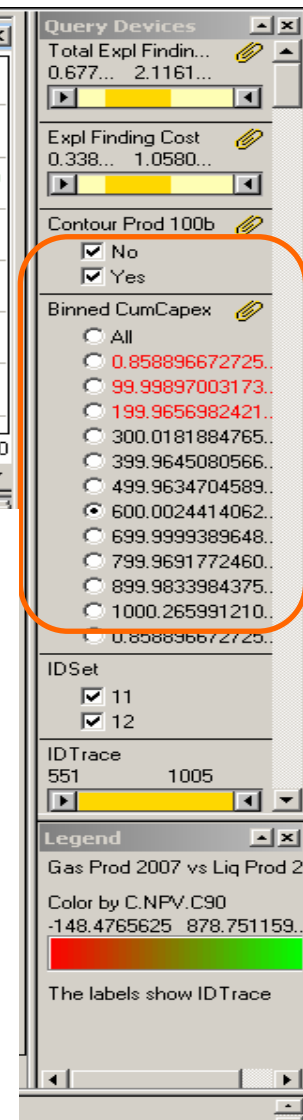 Query Devices
Total Expl Findin...
0.677... 2.1161...
Expl Finding Cost
0.338... 1.0580...
Contour Prod 100b
No
Yes
Binned CumCapex
All
0.858896672725..
99.99897003173..
199.9656982421..
300.0181884765..
399.9645080566..
499.9634704589..
600.0024414062..
699.9999389648..
799.9691772460..
899.9833984375..
1000.265991210..
0.858896672725..
IDSet
11
12
IDTrace
551 1005
Legend
Gas Prod 2007 vs Liq Prod 2
Color by C.NPV.C90
-148.4765625 878.751159..
The labels show IDTrace